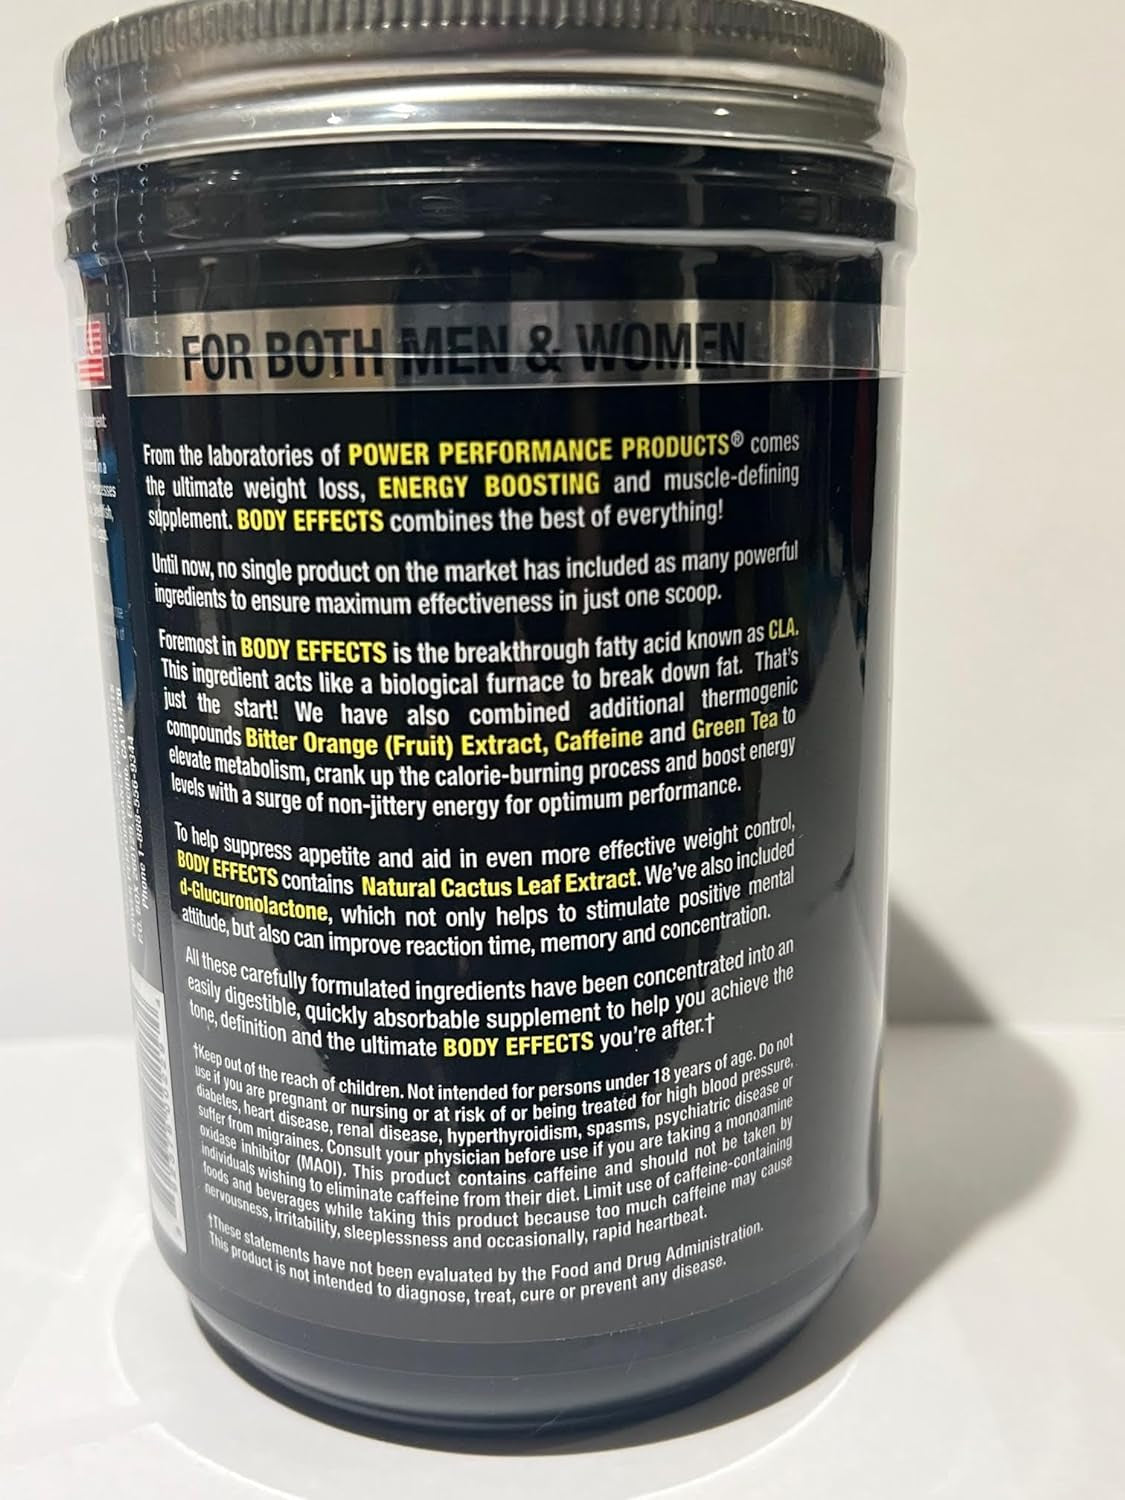 FOR BOTH MEN & WOMEN
From the laboratories of POWER PERFORMANCE PRODUCTS® comes
the ultimate weight loss, ENERGY BOOSTING and muscle-defining
supplement. BODY EFFECTS combines the best of everything!
Until now, no single product on the market has included as many powerful
ingredients to ensure maximum effectiveness in just one scoop.
Foremost in BODY EFFECTS is the breakthrough fatty acid known as CLA.
This ingredient acts like a biological furnace to break down fat. That's
just the start! We have also combined additional thermogenic
compounds Bitter Orange (Fruit) Extract, Caffeine and Green Tea to
elevate metabolism, crank up the calorie-burning process and boost energy
levels with a surge of non-jittery energy for optimum performance.
To help suppress appetite and aid in even more effective weight control,
BODY EFFECTS contains Natural Cactus Leaf Extract. We've also included
d-Glucuronolactone, which not only helps to stimulate positive mental
attitude, but also can improve reaction time, memory and concentration.
All these carefully formulated ingredients have been concentrated into an
easily digestible, quickly absorbable supplement to help you achieve the
tone, definition and the ultimate BODY EFFECTS you're after.†
†Keep out of the reach of children. Not intended for persons under 18 years of age. Do not
use if you are pregnant or nursing or at risk of or being treated for high blood pressure,
diabetes, heart disease, renal disease, hyperthyroidism, spasms, psychiatric disease or
suffer from migraines. Consult your physician before use if you are taking a monoamine
oxidase inhibitor (MAOI). This product contains caffeine and should not be taken by
individuals wishing to eliminate caffeine from their diet. Limit use of caffeine-containing
foods and beverages while taking this product because too much caffeine may cause
nervousness, irritability, sleeplessness and occasionally, rapid heartbeat.
†These statements have not been evaluated by the Food and Drug Administration.
This product is not intended to diagnose, treat, cure or prevent any disease.
Encino, CA 91426
Phone 1-888-556-9344